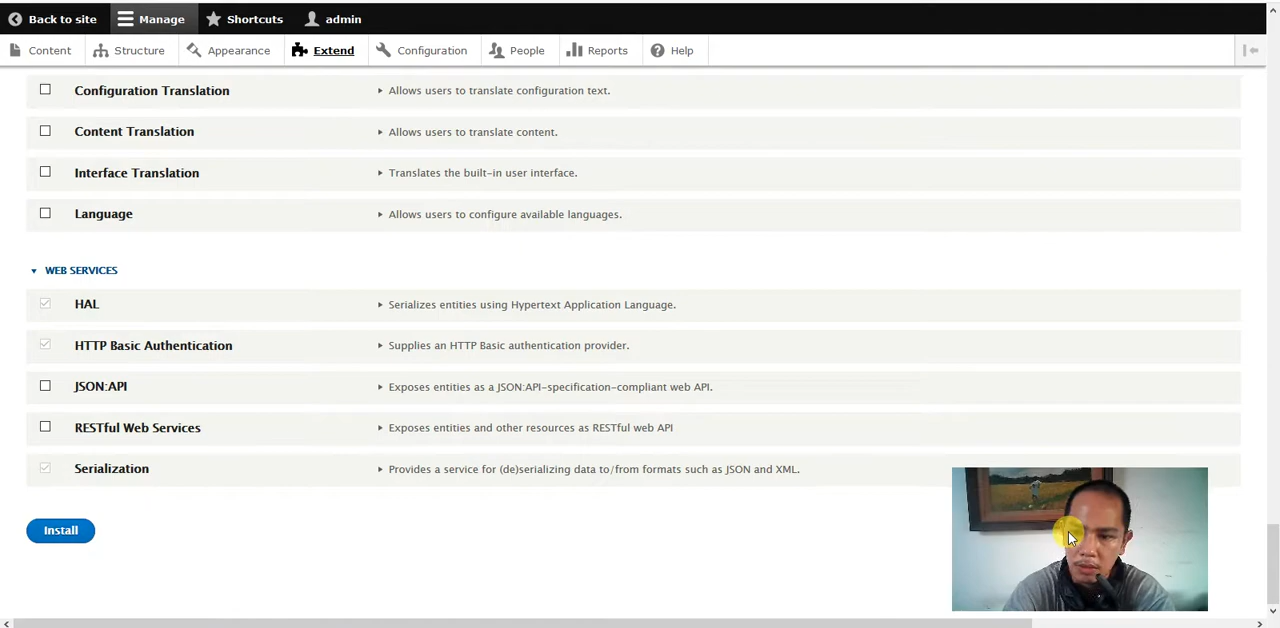 Back to site Manage Shortcuts admin
Content Structure Appearance Extend Configuration People Reports Help
Configuration Translation Allows users to translate configuration text.
Content Translation Allows users to translate content.
Interface Translation Translates the built-in user interface.
Language Allows users to configure available languages.
WEB SERVICES
HAL Serializes entities using Hypertext Application Language.
HTTP Basic Authentication Supplies an HTTP Basic authentication provider.
JSON:API Exposes entities as a JSON:API-specification-compliant web API.
RESTful Web Services Exposes entities and other resources as RESTful web API
Serialization Provides a service for (de)serializing data to/from formats such as JSON and XML.
Install